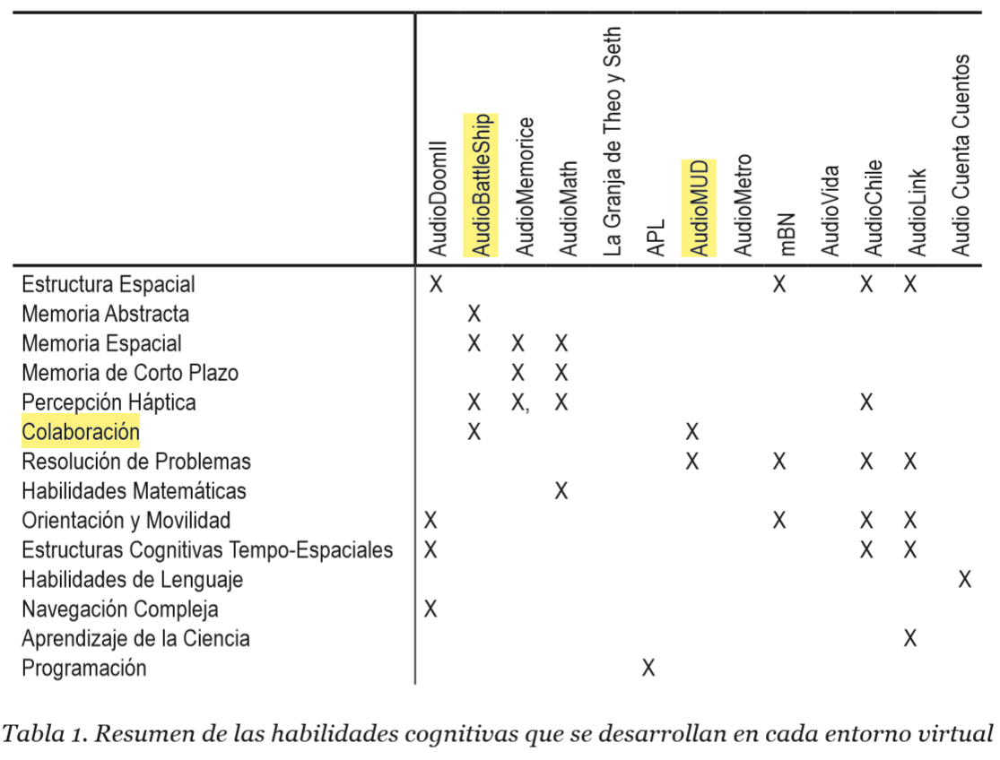 AudioDoomII
AudioBattleShip
AudioMemorice
AudioMath
La Granja de Theo y Seth
APL
AudioMUD
AudioMetro
mBN
AudioVida
AudioChile
AudioLink
Audio Cuenta Cuentos
Estructura Espacial X X X X
Memoria Abstracta X
Memoria Espacial X X X
Memoria de Corto Plazo X X
Percepción Háptica X X, X X
Colaboración X X
Resolución de Problemas X X X X
Habilidades Matemáticas X
Orientación y Movilidad X X X X
Estructuras Cognitivas Tempo-Espaciales X X X
Habilidades de Lenguaje X
Navegación Compleja X
Aprendizaje de la Ciencia X
Programación X
Tabla 1. Resumen de las habilidades cognitivas que se desarrollan en cada entorno virtual